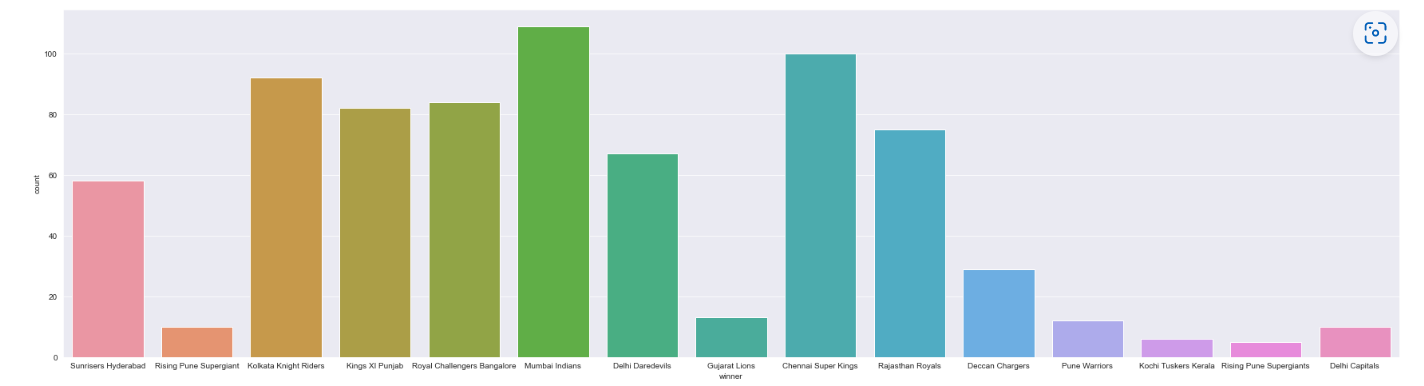 100
80
60
40
20
0
count
Sunrisers Hyderabad Rising Pune Supergiant Kolkata Knight Riders Kings XI Punjab Royal Challengers Bangalore Mumbai Indians Delhi Daredevils Gujarat Lions Chennai Super Kings Rajasthan Royals Deccan Chargers Pune Warriors Kochi Tuskers Kerala Rising Pune Supergiants Delhi Capitals
winner